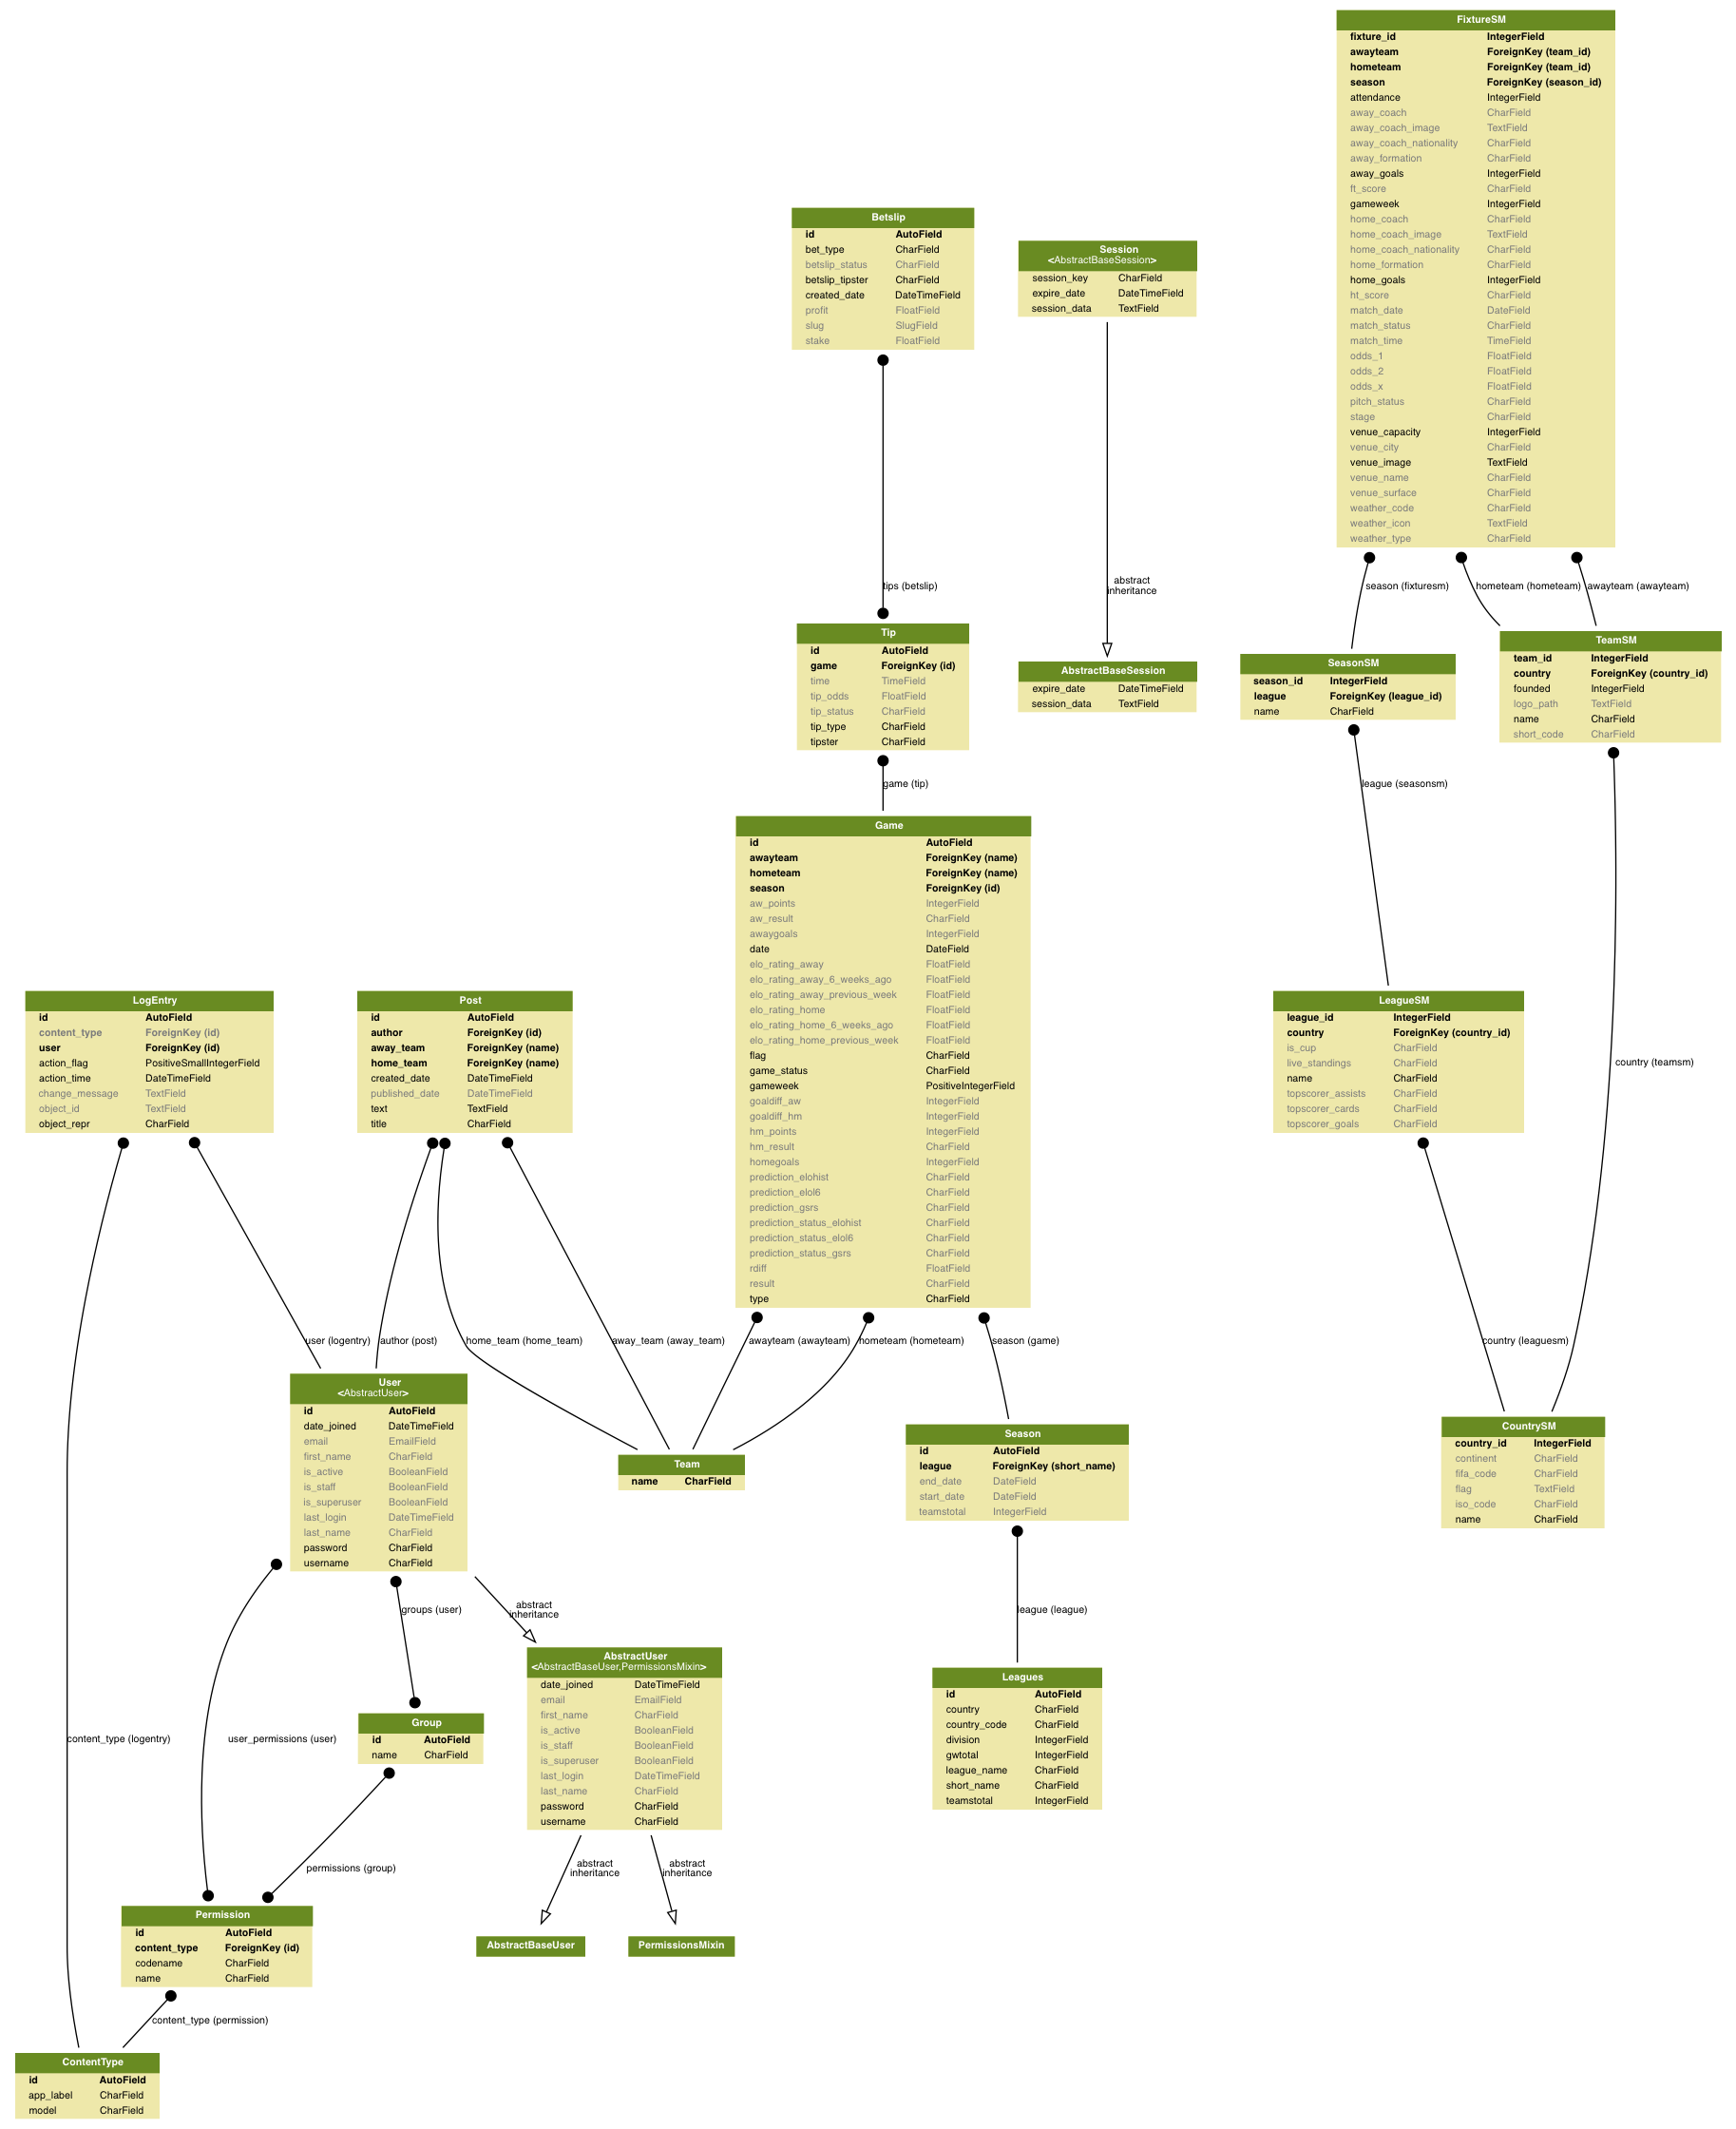 FixtureSM
fixture_id IntegerField
awayteam ForeignKey (team_id)
hometeam ForeignKey (team_id)
season ForeignKey (season_id)
attendance IntegerField
away_coach CharField
away_coach_image TextField
away_coach_nationality CharField
away_formation CharField
away_goals IntegerField
ft_score CharField
gameweek IntegerField
home_coach CharField
home_coach_image TextField
home_coach_nationality CharField
home_formation CharField
home_goals IntegerField
ht_score CharField
match_date DateField
match_status CharField
match_time TimeField
odds_1 FloatField
odds_2 FloatField
odds_x FloatField
pitch_status CharField
stage CharField
venue_capacity IntegerField
venue_city CharField
venue_image TextField
venue_name CharField
venue_surface CharField
weather_code CharField
weather_icon TextField
weather_type CharField
Betslip
id AutoField
bet_type CharField
betslip_status CharField
betslip_tipster CharField
created_date DateTimeField
profit FloatField
slug SlugField
stake FloatField
Session
<AbstractBaseSession>
session_key CharField
expire_date DateTimeField
session_data TextField
tips (betslip)
abstract
inheritance
season (fixturesm)
hometeam (hometeam)
awayteam (awayteam)
Tip
id AutoField
game ForeignKey (id)
time TimeField
tip_odds FloatField
tip_status CharField
tip_type CharField
tipster CharField
AbstractBaseSession
expire_date DateTimeField
session_data TextField
SeasonSM
season_id IntegerField
league ForeignKey (league_id)
name CharField
TeamSM
team_id IntegerField
country ForeignKey (country_id)
founded IntegerField
logo_path TextField
name CharField
short_code CharField
game (tip)
league (seasonsm)
Game
id AutoField
awayteam ForeignKey (name)
hometeam ForeignKey (name)
season ForeignKey (id)
aw_points IntegerField
aw_result CharField
awaygoals IntegerField
date DateField
elo_rating_away FloatField
elo_rating_away_6_weeks_ago FloatField
elo_rating_away_previous_week FloatField
elo_rating_home FloatField
elo_rating_home_6_weeks_ago FloatField
elo_rating_home_previous_week FloatField
flag CharField
game_status CharField
gameweek PositiveIntegerField
goaldiff_aw IntegerField
goaldiff_hm IntegerField
hm_points IntegerField
hm_result CharField
homegoals IntegerField
prediction_elohist CharField
prediction_elol6 CharField
prediction_gsrs CharField
prediction_status_elohist CharField
prediction_status_elol6 CharField
prediction_status_gsrs CharField
rdiff FloatField
result CharField
type CharField
LogEntry
id AutoField
content_type ForeignKey (id)
user ForeignKey (id)
action_flag PositiveSmallIntegerField
action_time DateTimeField
change_message TextField
object_id TextField
object_repr CharField
Post
id AutoField
author ForeignKey (id)
away_team ForeignKey (name)
home_team ForeignKey (name)
created_date DateTimeField
published_date DateTimeField
text TextField
title CharField
LeagueSM
league_id IntegerField
country ForeignKey (country_id)
is_cup CharField
live_standings CharField
name CharField
topscorer_assists CharField
topscorer_cards CharField
topscorer_goals CharField
country (teamsm)
user (logentry)
author (post)
home_team (home_team)
away_team (away_team)
awayteam (awayteam)
hometeam (hometeam)
season (game)
country (leaguesm)
User
<AbstractUser>
id AutoField
date_joined DateTimeField
email EmailField
first_name CharField
is_active BooleanField
is_staff BooleanField
is_superuser BooleanField
last_login DateTimeField
last_name CharField
password CharField
username CharField
Team
name CharField
Season
id AutoField
league ForeignKey (short_name)
end_date DateField
start_date DateField
teamstotal IntegerField
CountrySM
country_id IntegerField
continent CharField
fifa_code CharField
flag TextField
iso_code CharField
name CharField
groups (user)
abstract
inheritance
league (league)
AbstractUser
<AbstractBaseUser,PermissionsMixin>
date_joined DateTimeField
email EmailField
first_name CharField
is_active BooleanField
is_staff BooleanField
is_superuser BooleanField
last_login DateTimeField
last_name CharField
password CharField
username CharField
Leagues
id AutoField
country CharField
country_code CharField
division IntegerField
gwtotal IntegerField
league_name CharField
short_name CharField
teamstotal IntegerField
Group
id AutoField
name CharField
content_type (logentry)
user_permissions (user)
permissions (group)
abstract
inheritance
abstract
inheritance
Permission
id AutoField
content_type ForeignKey (id)
codename CharField
name CharField
AbstractBaseUser
PermissionsMixin
content_type (permission)
ContentType
id AutoField
app_label CharField
model CharField